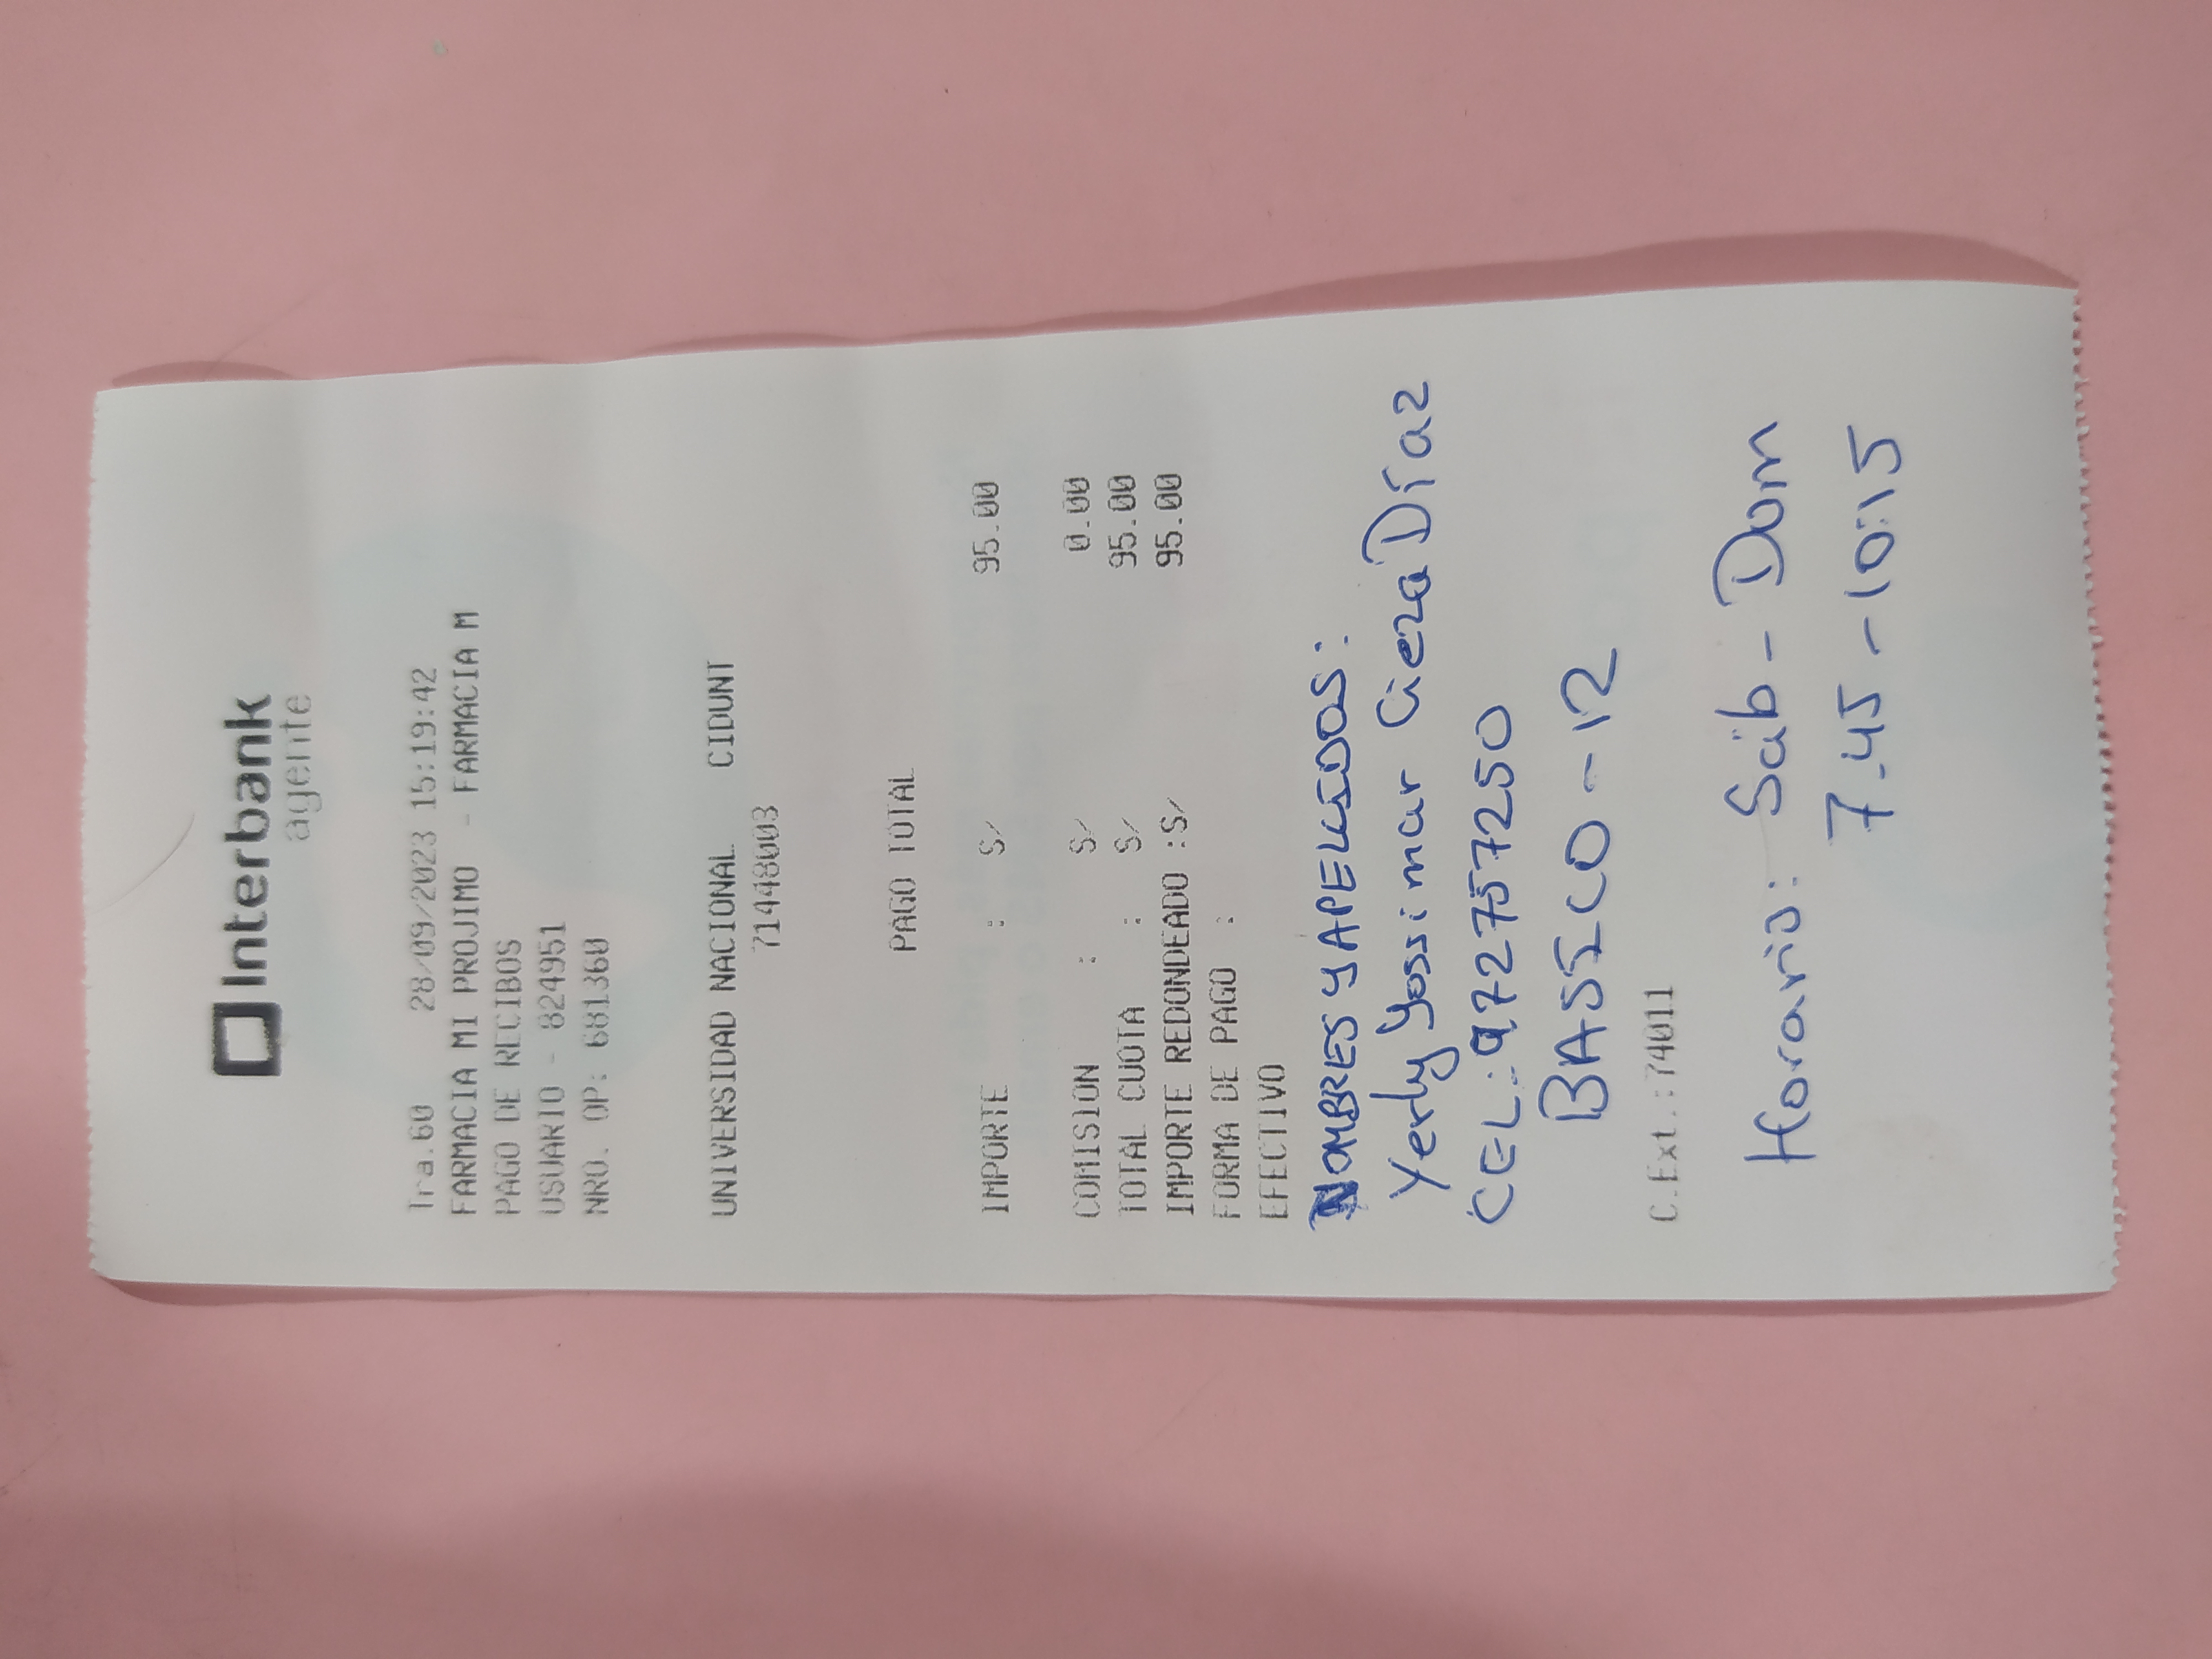 Interbank
agente
Tra.60 28/09/2023 15:19:42
FARMACIA MI PROJIMO - FARMACIA M
PAGO DE RECIBOS
USUARIO - 824951
NRO. OP: 681360
UNIVERSIDAD NACIONAL CIDUNT
71448003
PAGO TOTAL
IMPORTE : S/ 95.00
COMISION : S/ 0.00
TOTAL CUOTA : S/ 95.00
IMPORTE REDONDEADO :S/ 95.00
FORMA DE PAGO :
EFECTIVO
NOMBRES Y APELLIDOS:
Yerly Yossimar Cieza Díaz
CEL: 972757250
BASICO - 12
C.Ext.:74011
Horario: Sáb - Dom
7:45 - 10:15